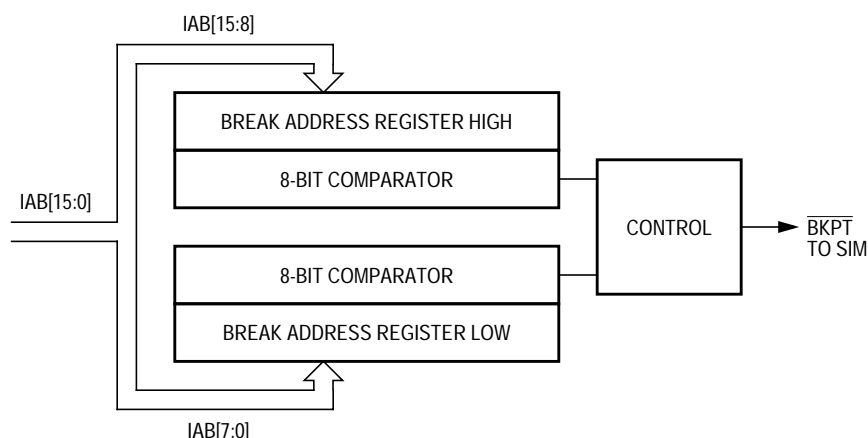 IAB[15:8]
BREAK ADDRESS REGISTER HIGH
8-BIT COMPARATOR
IAB[15:0]
CONTROL
BKPT
TO SIM
8-BIT COMPARATOR
BREAK ADDRESS REGISTER LOW
IAB[7:0]